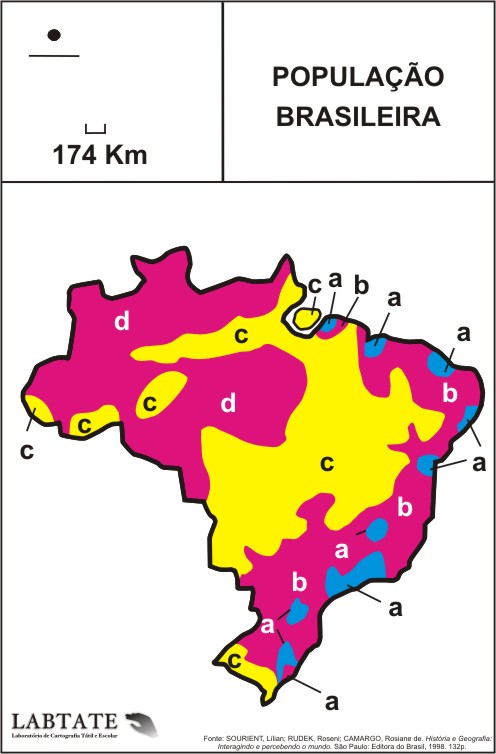 POPULAÇÃO
BRASILEIRA
174 Km
c a b
a
d
c
a
d
c
b
c
c
c
a
b
a
b
a
a
c
a
LABTATE
Laboratório de Cartografia Tátil e Escolar
Fonte: SOURIENT, Lílian; RUDEK, Roseni; CAMARGO, Rosiane de. História e Geografia:
Interagindo e percebendo o mundo. São Paulo: Editora do Brasil, 1998. 132p.